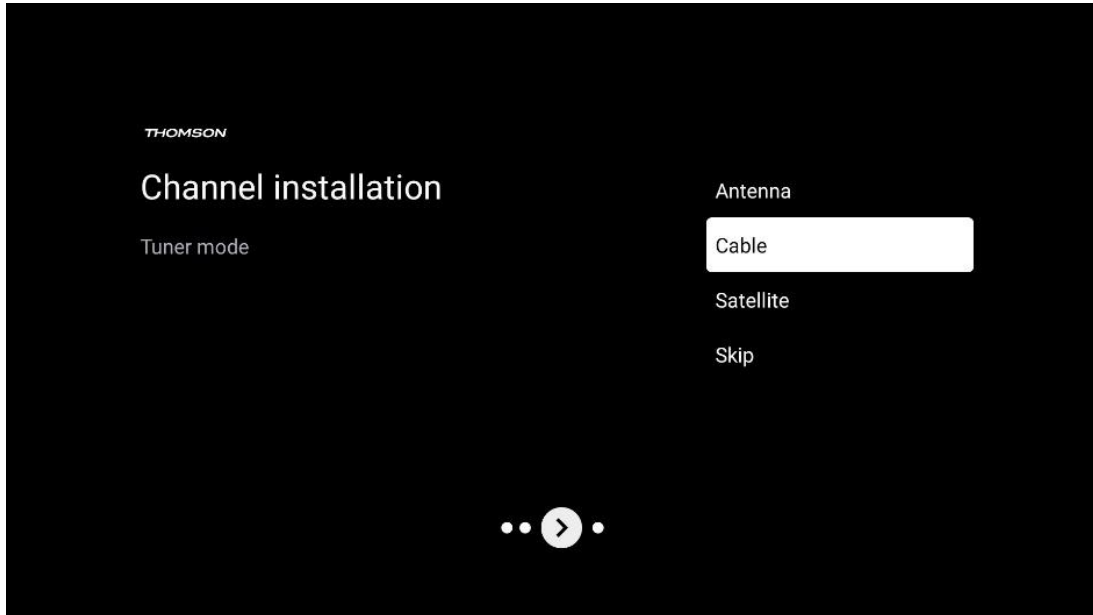 THOMSON
Channel installation
Tuner mode
Antenna
Cable
Satellite
Skip